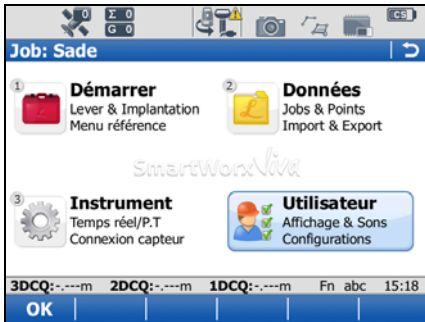 0 Σ 0
G 0
CS
Job: Sade
1 Démarrer
Lever & Implantation
Menu référence
2 Données
Jobs & Points
Import & Export
SmartWorx Viva
3 Instrument
Temps réel/P.T
Connexion capteur
Utilisateur
Affichage & Sons
Configurations
3DCQ:-.---m 2DCQ:-.---m 1DCQ:-.---m Fn abc 15:18
OK